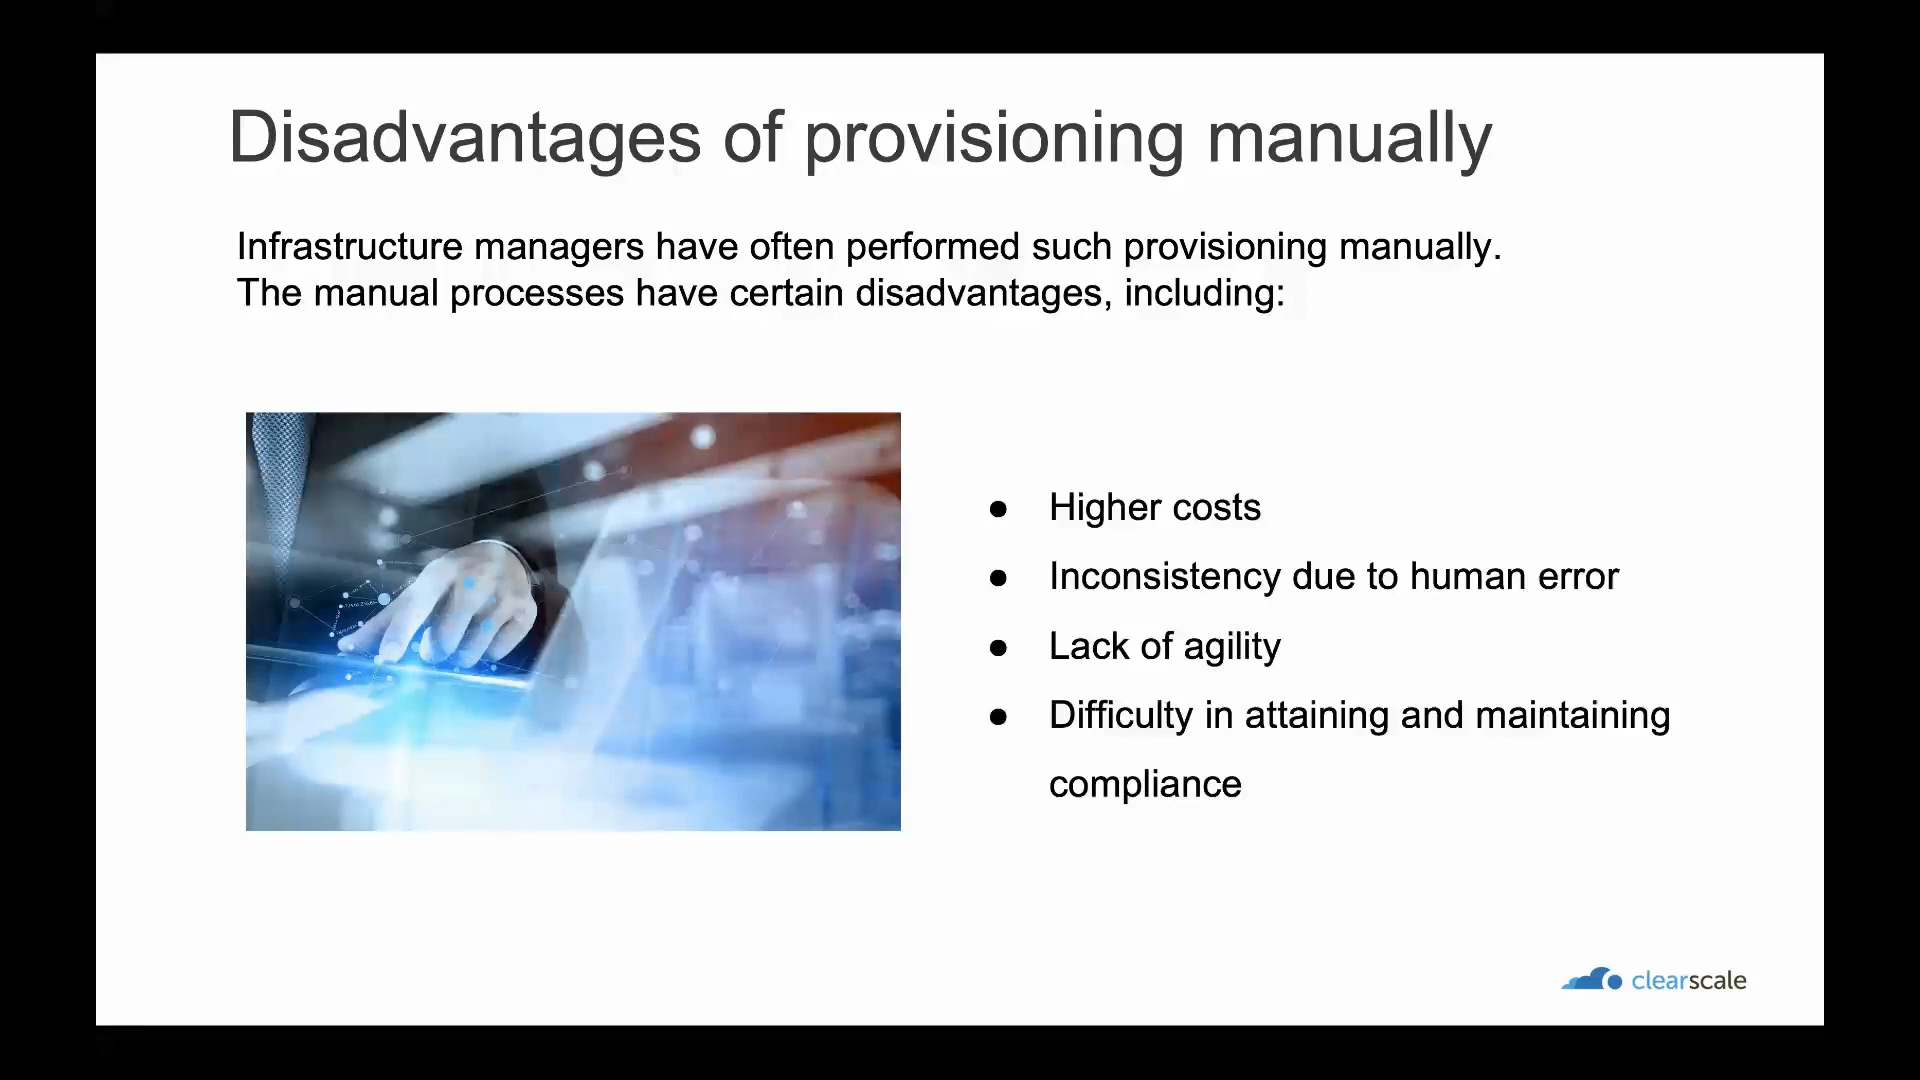 Disadvantages of provisioning manually
Infrastructure managers have often performed such provisioning manually.
The manual processes have certain disadvantages, including:
● Higher costs
● Inconsistency due to human error
● Lack of agility
● Difficulty in attaining and maintaining
compliance
clearscale